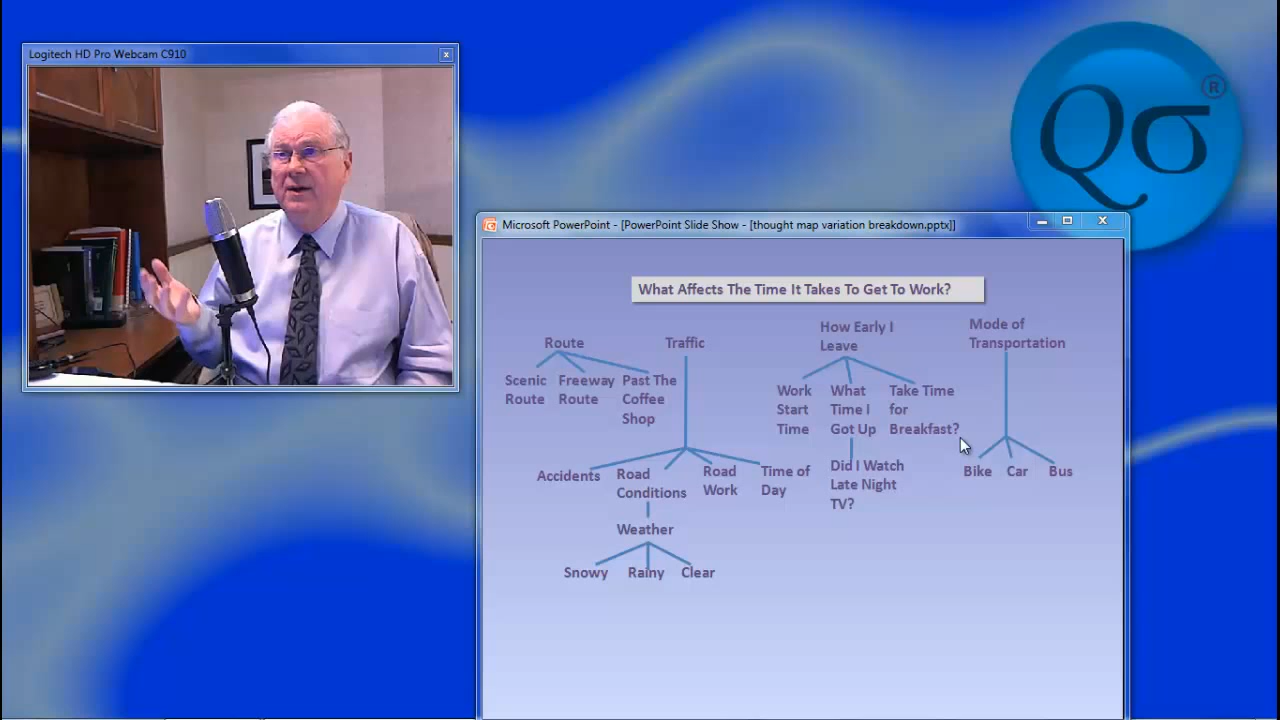 Logitech HD Pro Webcam C910
Qσ®
Microsoft PowerPoint - [PowerPoint Slide Show - [thought map variation breakdown.pptx]]
What Affects The Time It Takes To Get To Work?
Route
Scenic
Route
Freeway
Route
Past The
Coffee
Shop
Traffic
Accidents
Road
Conditions
Weather
Snowy
Rainy
Clear
Road
Work
Time of
Day
How Early I
Leave
Work
Start
Time
What
Time I
Got Up
Did I Watch
Late Night
TV?
Take Time
for
Breakfast?
Mode of
Transportation
Bike
Car
Bus